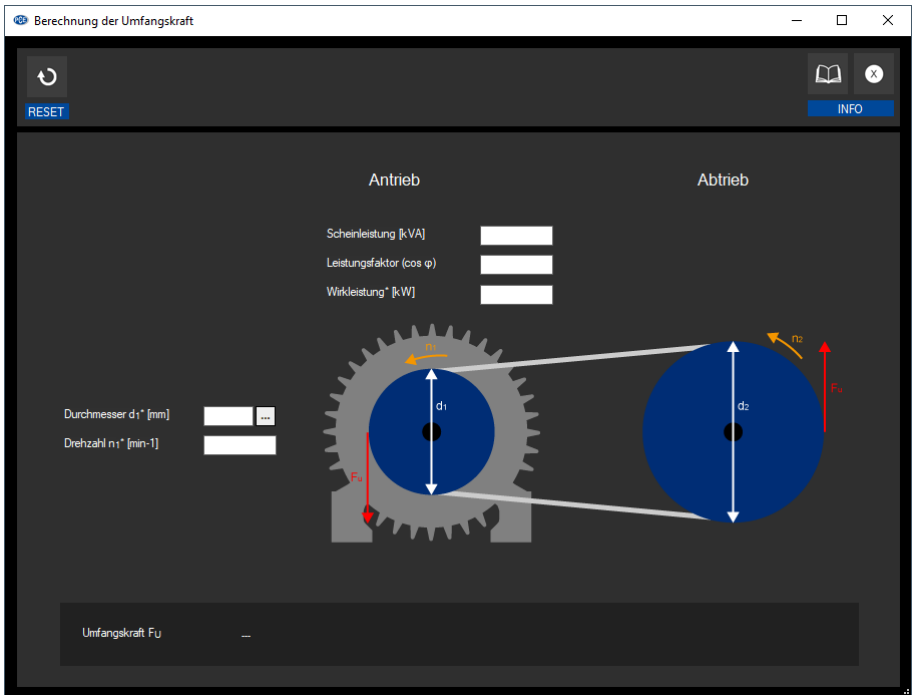 PCE Berechnung der Umfangskraft
RESET
X
INFO
Antrieb
Abtrieb
Scheinleistung [kVA]
Leistungsfaktor (cos φ)
Wirkleistung* [kW]
n1
n2
Durchmesser d1* [mm] ...
Drehzahl n1* [min-1]
d1
d2
Fu
Fu
Umfangskraft FU ---